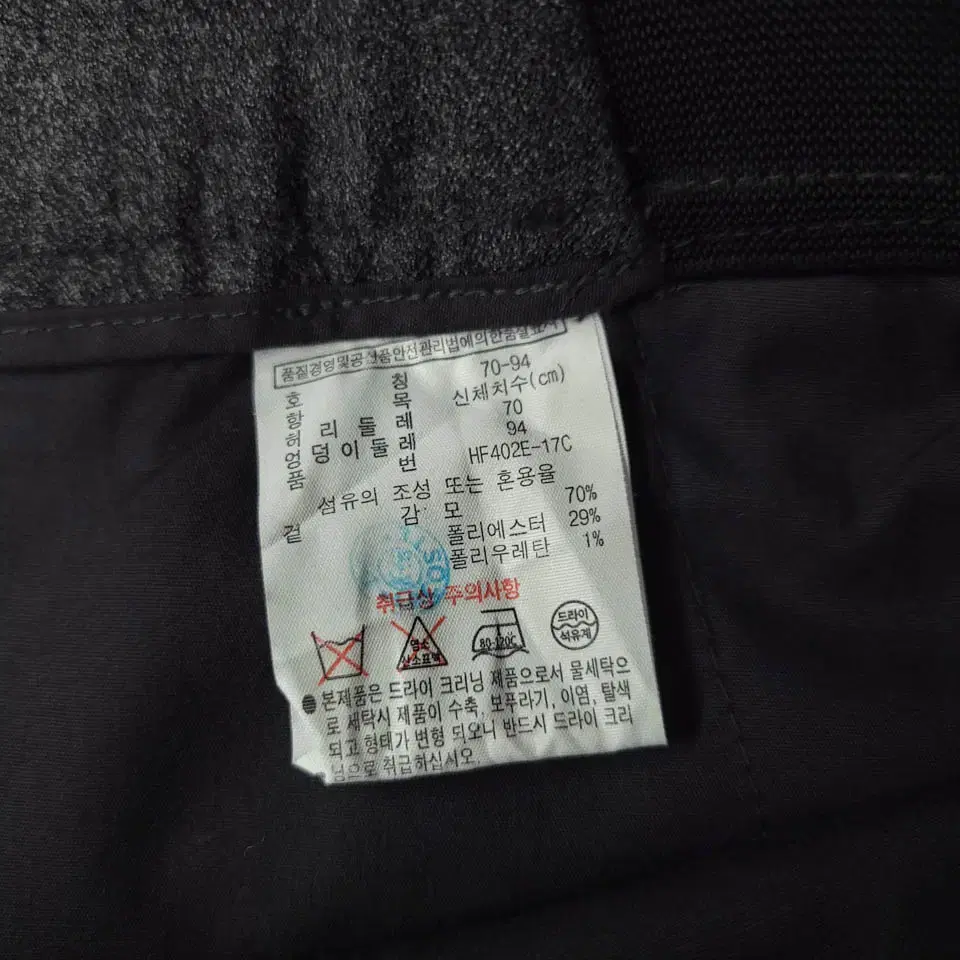 품질경영및공산품안전관리법에의한품질표시
호 칭 70-94
항 목 신체치수(cm)
허 리 둘 레 70
엉 덩 이 둘 레 94
품 번 HF402E-17C
섬유의 조성 또는 혼용율
겉 감 모 70%
폴리에스터 29%
폴리우레탄 1%
취급상 주의사항
염소
산소표백
80-120℃
드라이
석유계
● 본제품은 드라이 크리닝 제품으로서 물세탁으
로 세탁시 제품이 수축, 보푸라기, 이염, 탈색
되고 형태가 변형 되오니 반드시 드라이 크리
닝으로 취급하십시오.